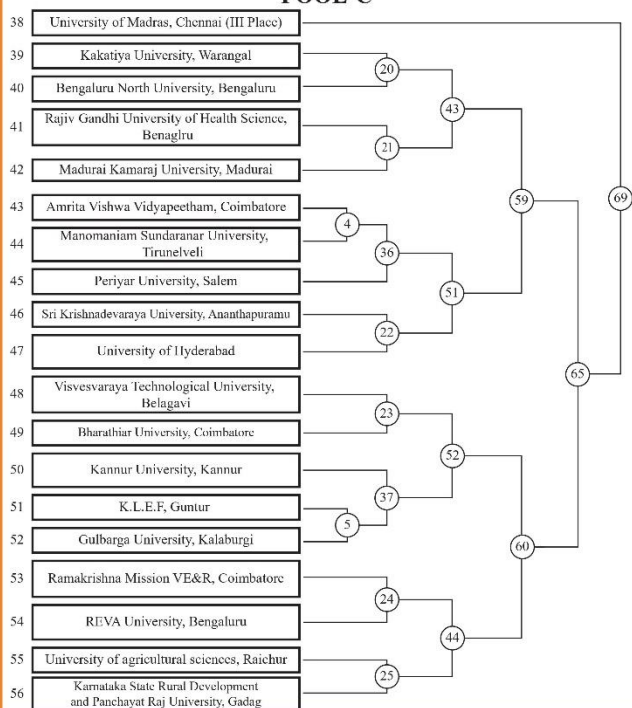 POOL-C
38 University of Madras, Chennai (III Place)
39 Kakatiya University, Warangal
40 Bengaluru North University, Bengaluru
41 Rajiv Gandhi University of Health Science,
Benaglru
42 Madurai Kamaraj University, Madurai
43 Amrita Vishwa Vidyapeetham, Coimbatore
44 Manomaniam Sundaranar University,
Tirunelveli
45 Periyar University, Salem
46 Sri Krishnadevaraya University, Ananthapuramu
47 University of Hyderabad
48 Visvesvaraya Technological University,
Belagavi
49 Bharathiar University, Coimbatore
50 Kannur University, Kannur
51 K.L.E.F, Guntur
52 Gulbarga University, Kalaburgi
53 Ramakrishna Mission VE&R, Coimbatore
54 REVA University, Bengaluru
55 University of agricultural sciences, Raichur
56 Karnataka State Rural Development
and Panchayat Raj University, Gadag
20
21
4
36
22
23
37
5
24
25
43
51
52
44
59
60
65
69